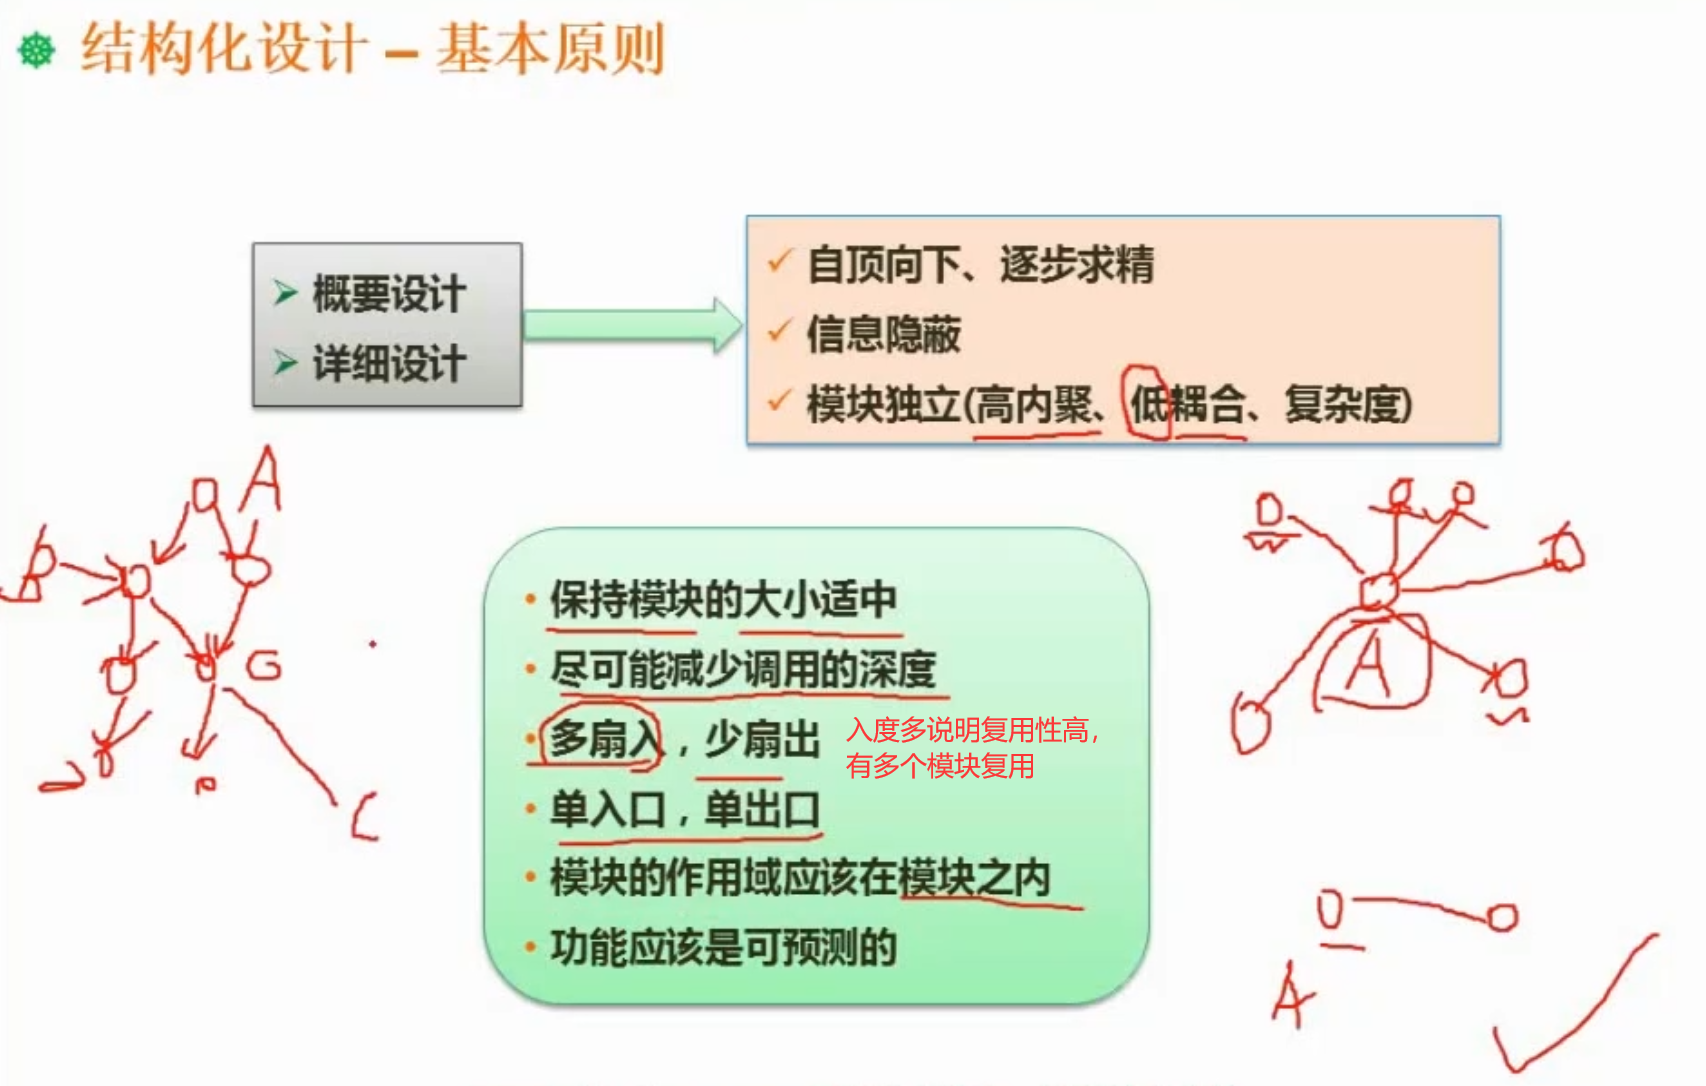 结构化设计 – 基本原则
概要设计
详细设计
自顶向下、逐步求精
信息隐蔽
模块独立(高内聚、低耦合、复杂度)
保持模块的大小适中
尽可能减少调用的深度
多扇入，少扇出
入度多说明复用性高，
有多个模块复用
单入口，单出口
模块的作用域应该在模块之内
功能应该是可预测的
A
G
C
A
A